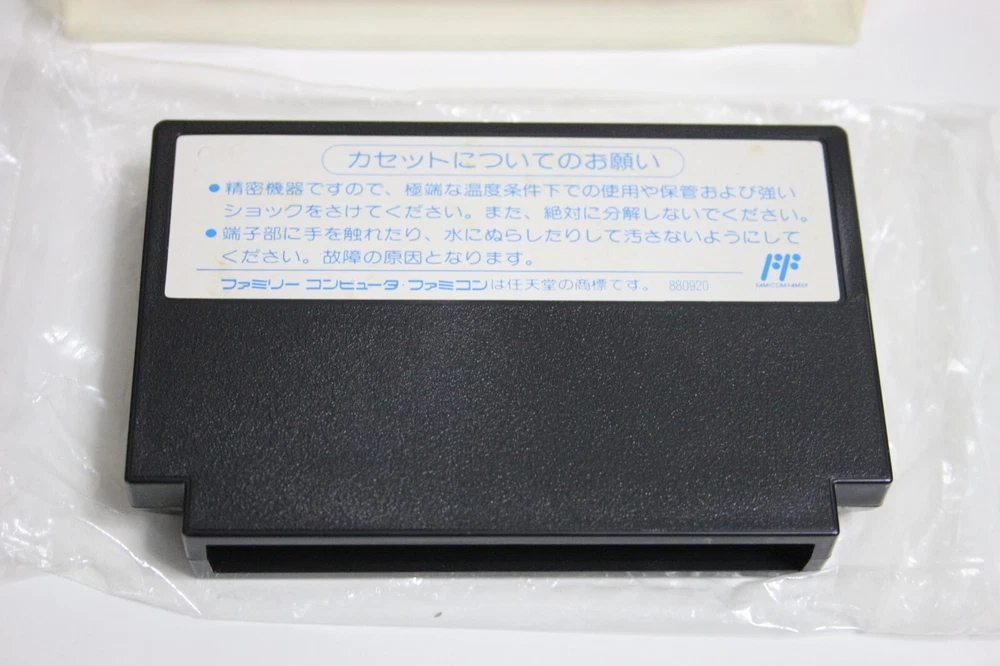 カセットについてのお願い
●精密機器ですので、極端な温度条件下での使用や保管および強い
ショックをさけてください。また、絶対に分解しないでください。
●端子部に手を触れたり、水にぬらしたりして汚さないようにして
ください。故障の原因となります。
FF
FAMICOM FAMILY
ファミリー コンピュータ・ファミコンは任天堂の商標です。 880920